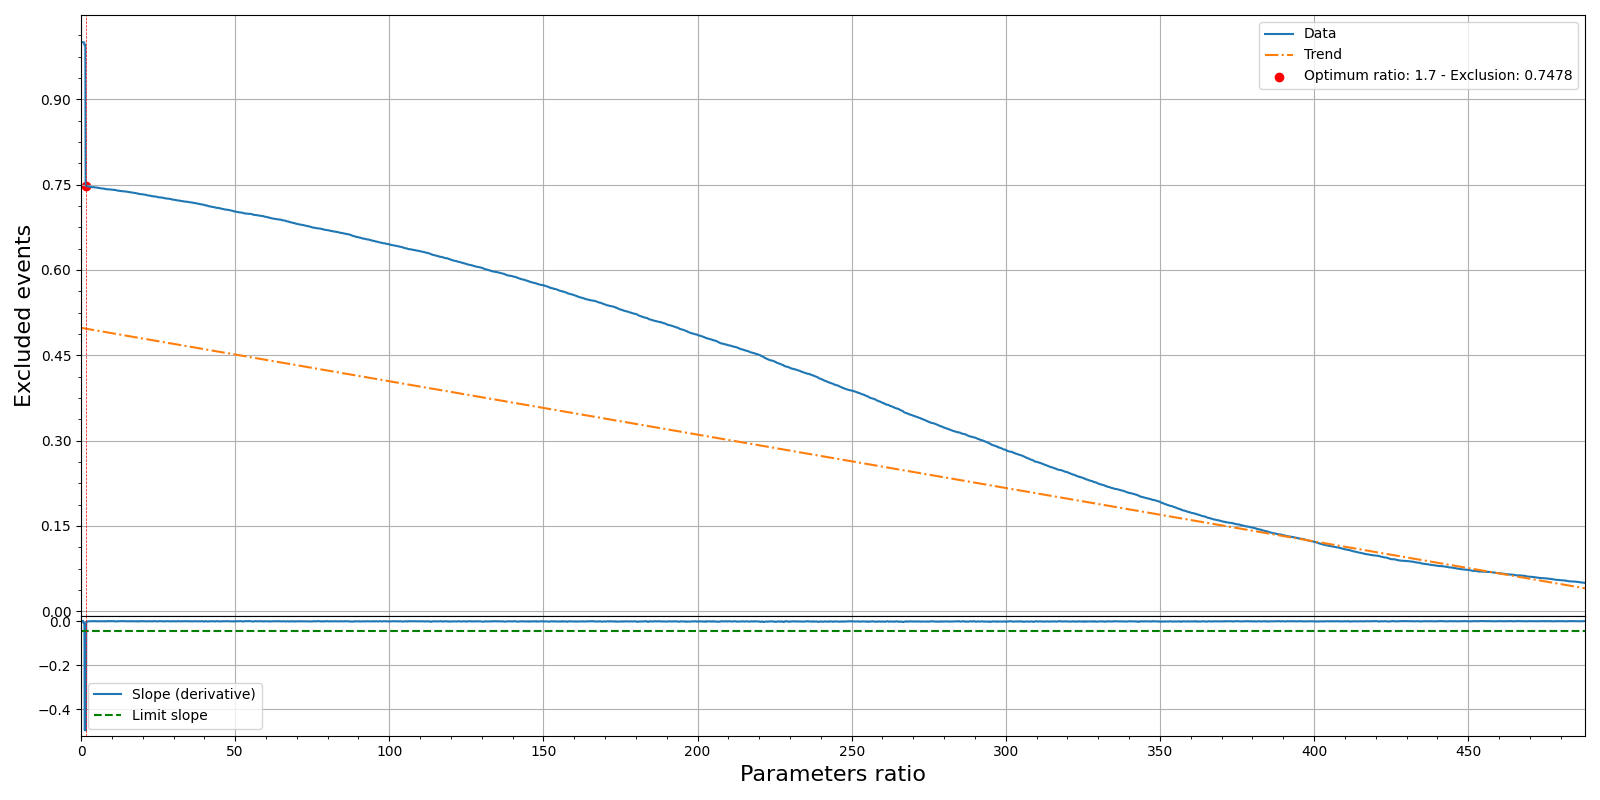 Data
Trend
Optimum ratio: 1.7 - Exclusion: 0.7478
0.90
0.75
0.60
0.45
0.30
0.15
0.00
Excluded events
0.0
−0.2
−0.4
Slope (derivative)
Limit slope
0 50 100 150 200 250 300 350 400 450
Parameters ratio